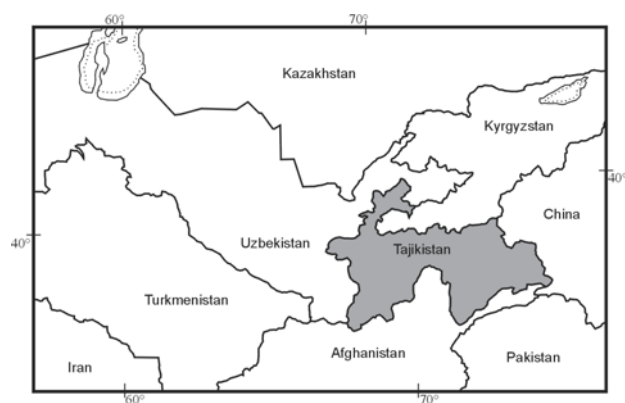 60°
70°
Kazakhstan
Kyrgyzstan
40°
China
40°
Uzbekistan
Tajikistan
Turkmenistan
Afghanistan
Pakistan
Iran
60°
70°